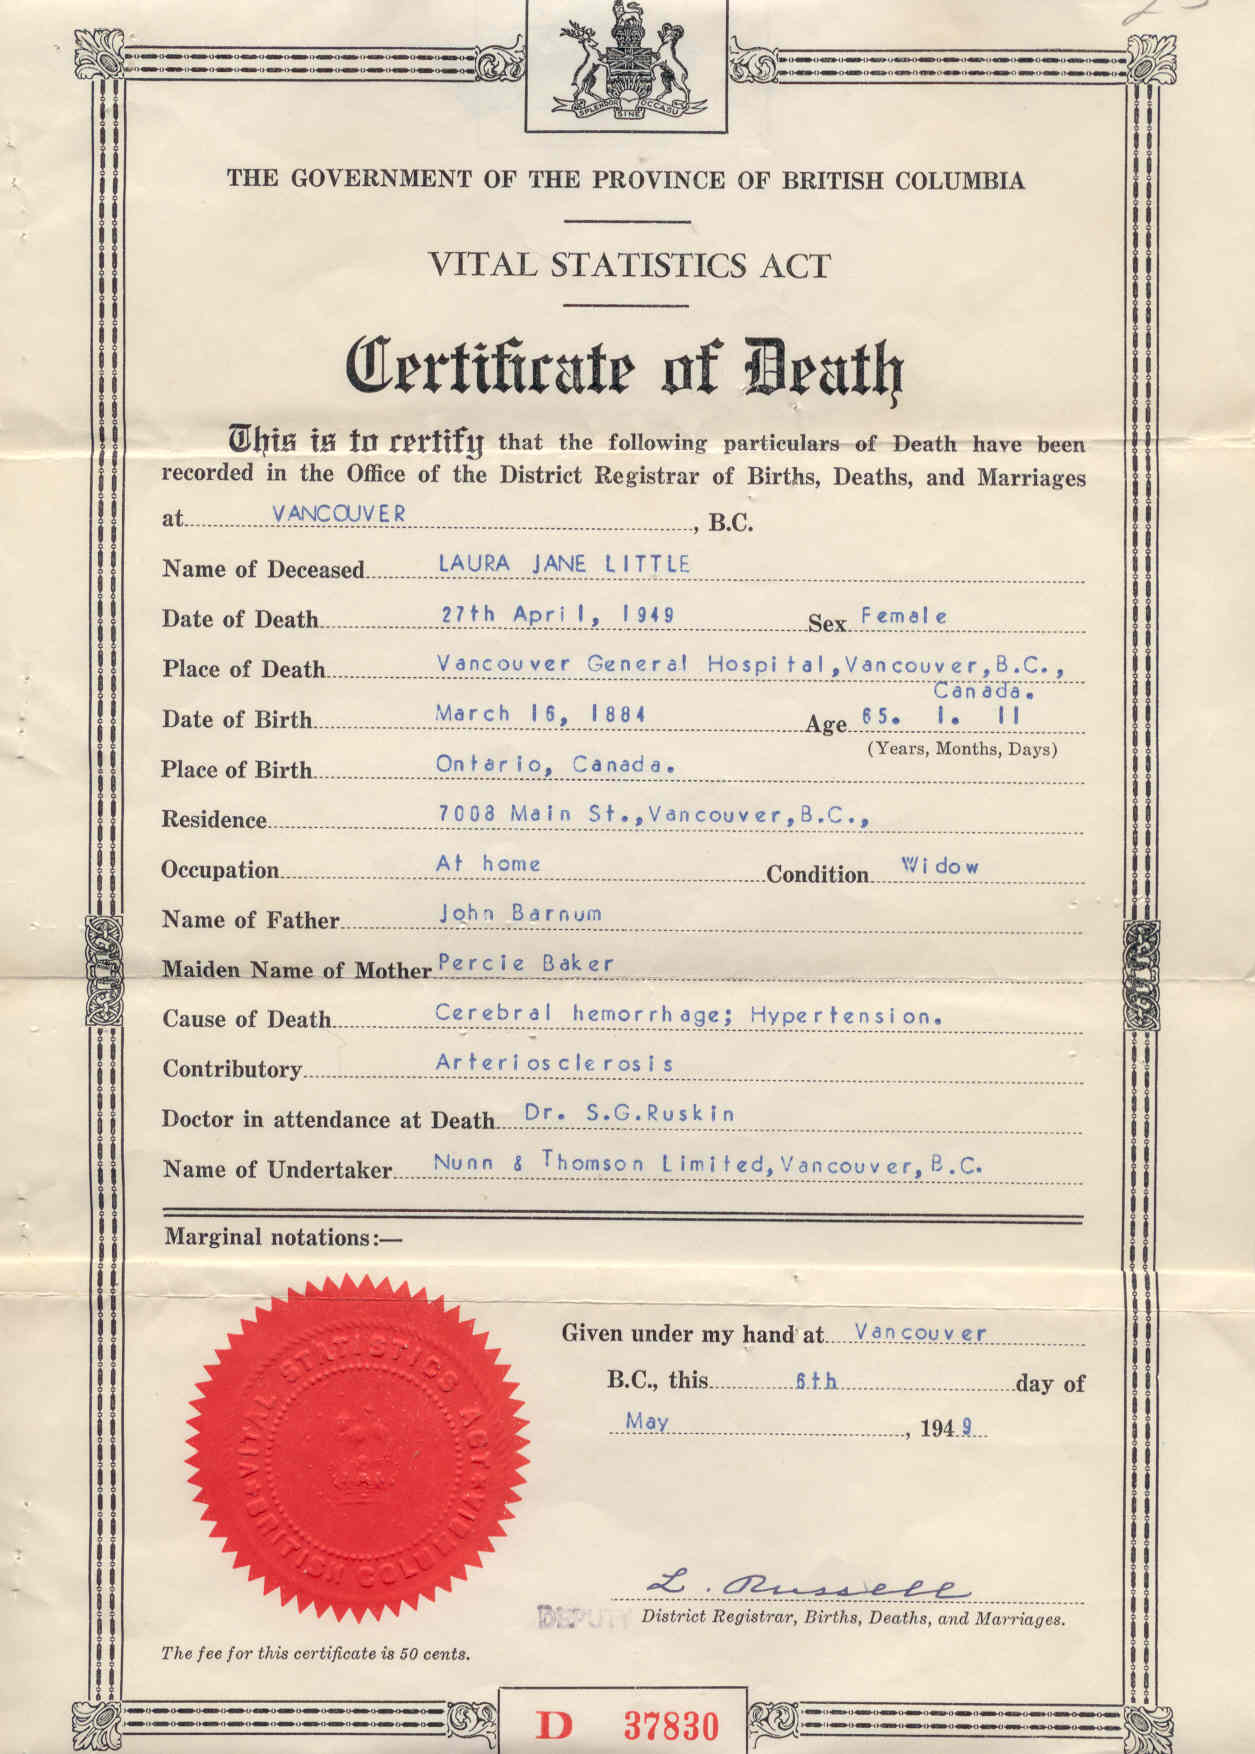 SPLENDOR SINE OCCASU
THE GOVERNMENT OF THE PROVINCE OF BRITISH COLUMBIA
VITAL STATISTICS ACT
Certificate of Death
This is to certify that the following particulars of Death have been
recorded in the Office of the District Registrar of Births, Deaths, and Marriages
at VANCOUVER, B.C.
Name of Deceased LAURA JANE LITTLE
Date of Death 27th April, 1949 Sex Female
Place of Death Vancouver General Hospital, Vancouver, B.C.,
Canada.
Date of Birth March 16, 1884 Age 65. 1. 11
(Years, Months, Days)
Place of Birth Ontario, Canada.
Residence 7008 Main St., Vancouver, B.C.,
Occupation At home Condition Widow
Name of Father John Barnum
Maiden Name of Mother Percie Baker
Cause of Death Cerebral hemorrhage; Hypertension.
Contributory Arteriosclerosis
Doctor in attendance at Death Dr. S.G.Ruskin
Name of Undertaker Nunn & Thomson Limited, Vancouver, B.C.
Marginal notations:—
VITAL STATISTICS ACT
BRITISH COLUMBIA
Given under my hand at Vancouver
B.C., this 6th day of
May, 1949
L. Russell
DEPUTY District Registrar, Births, Deaths, and Marriages.
The fee for this certificate is 50 cents.
D 37830